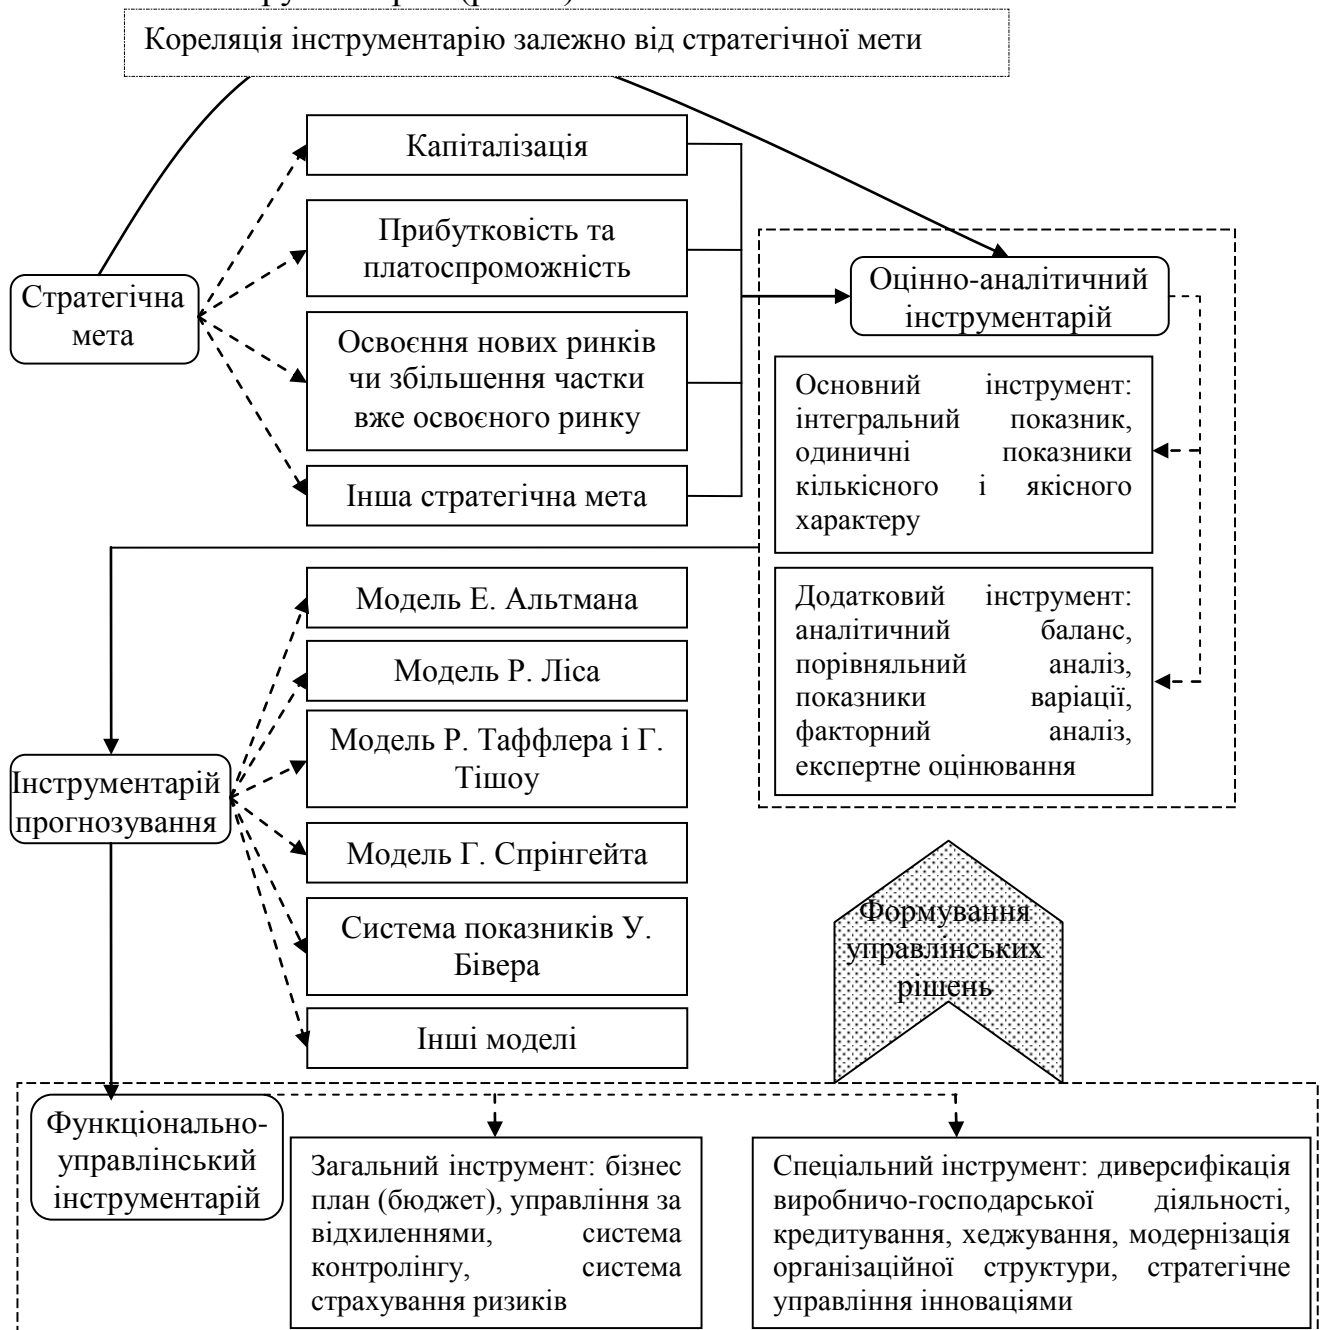 Кореляція інструментарію залежно від стратегічної мети
Капіталізація
Прибутковість та
платоспроможність
Стратегічна
мета
Освоєння нових ринків
чи збільшення частки
вже освоєного ринку
Інша стратегічна мета
Оцінно-аналітичний
інструментарій
Основний інструмент:
інтегральний показник,
одиничні показники
кількісного і якісного
характеру
Додатковий інструмент:
аналітичний баланс,
порівняльний аналіз,
показники варіації,
факторний аналіз,
експертне оцінювання
Модель Е. Альтмана
Модель Р. Ліса
Модель Р. Таффлера і Г.
Тішоу
Інструментарій
прогнозування
Модель Г. Спрінгейта
Система показників У.
Бівера
Інші моделі
Формування
управлінських
рішень
Функціонально-
управлінський
інструментарій
Загальний інструмент: бізнес
план (бюджет), управління за
відхиленнями, система
контролінгу, система
страхування ризиків
Спеціальний інструмент: диверсифікація
виробничо-господарської діяльності,
кредитування, хеджування, модернізація
організаційної структури, стратегічне
управління інноваціями